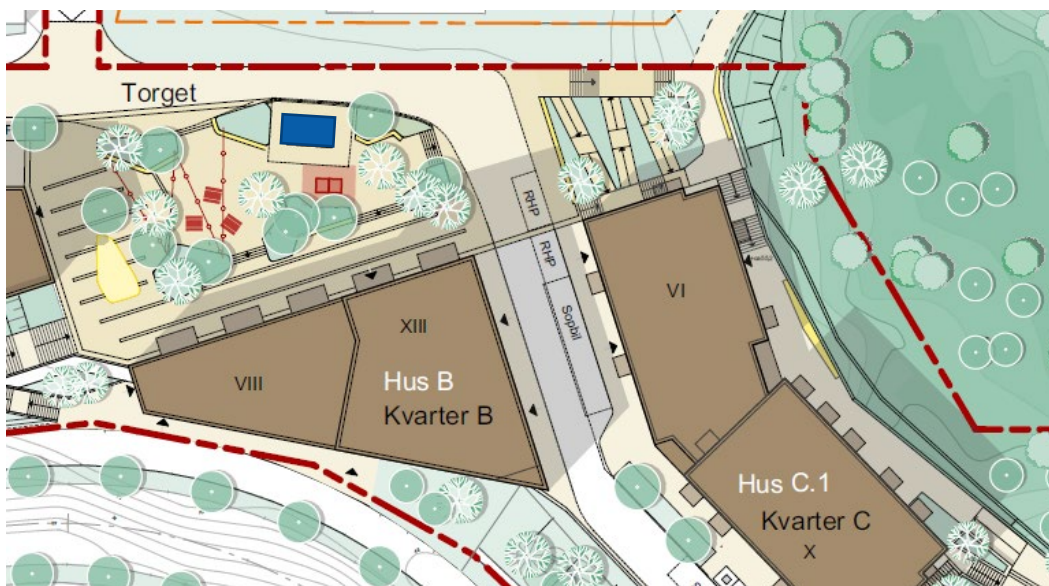 Torget
RHP
RHP
Sopbil
VI
XIII
VIII
Hus B
Kvarter B
Hus C.1
Kvarter C
X